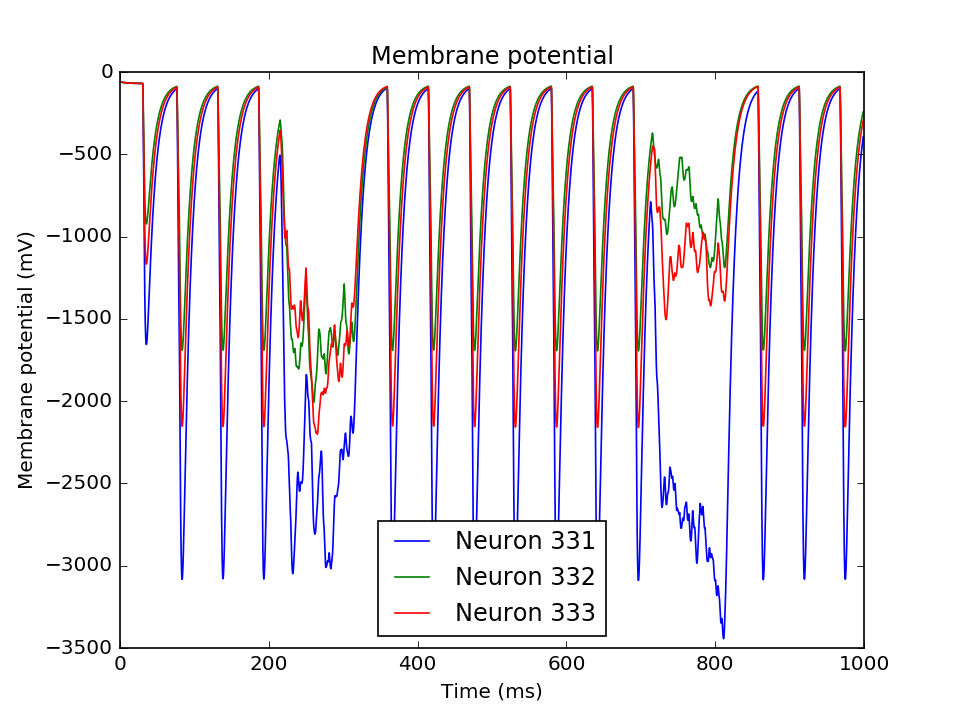 Membrane potential
Membrane potential (mV)
0
−500
−1000
−1500
−2000
−2500
−3000
−3500
0 200 400 600 800 1000
Time (ms)
Neuron 331
Neuron 332
Neuron 333